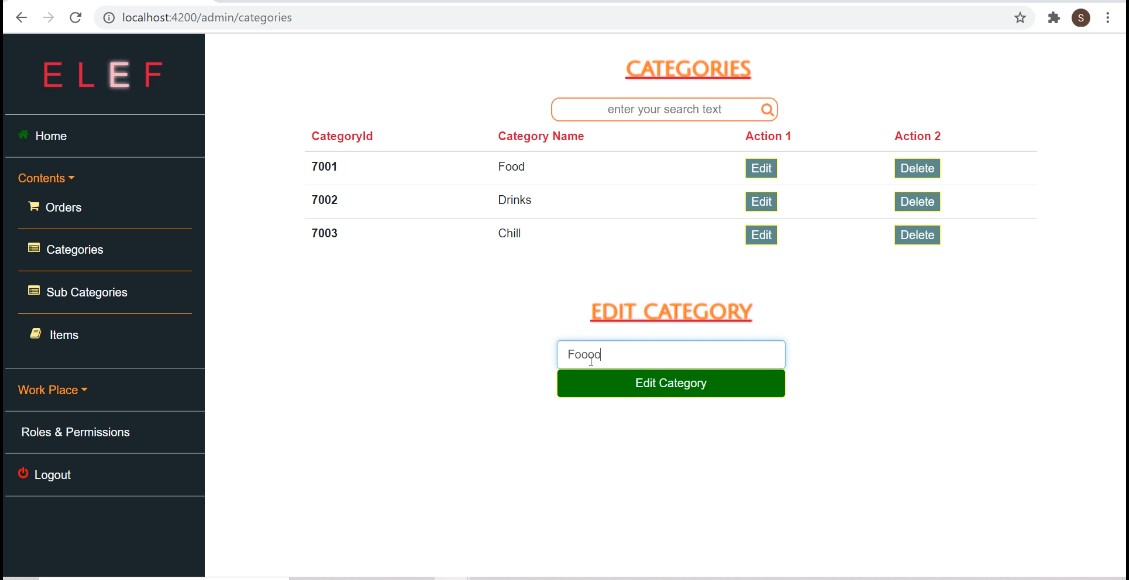 localhost:4200/admin/categories
S
E L E F
Home
Contents
Orders
Categories
Sub Categories
Items
Work Place
Roles & Permissions
Logout
CATEGORIES
enter your search text
CategoryId Category Name Action 1 Action 2
7001 Food Edit Delete
7002 Drinks Edit Delete
7003 Chill Edit Delete
EDIT CATEGORY
Foood
Edit Category